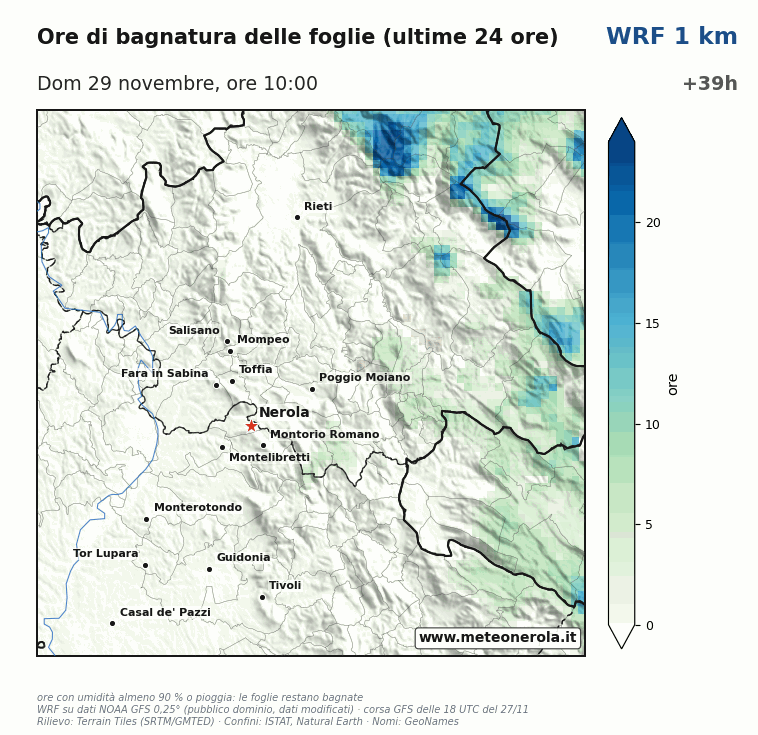 Ore di bagnatura delle foglie (ultime 24 ore)
WRF 1 km
Dom 29 novembre, ore 10:00
+39h
Rieti
Salisano
Mompeo
Fara in Sabina
Toffia
Poggio Moiano
Nerola
Montorio Romano
Montelibretti
Monterotondo
Tor Lupara
Guidonia
Tivoli
Casal de' Pazzi
www.meteonerola.it
20
15
10
5
0
ore
ore con umidità almeno 90 % o pioggia: le foglie restano bagnate
WRF su dati NOAA GFS 0,25° (pubblico dominio, dati modificati) · corsa GFS delle 18 UTC del 27/11
Rilievo: Terrain Tiles (SRTM/GMTED) · Confini: ISTAT, Natural Earth · Nomi: GeoNames